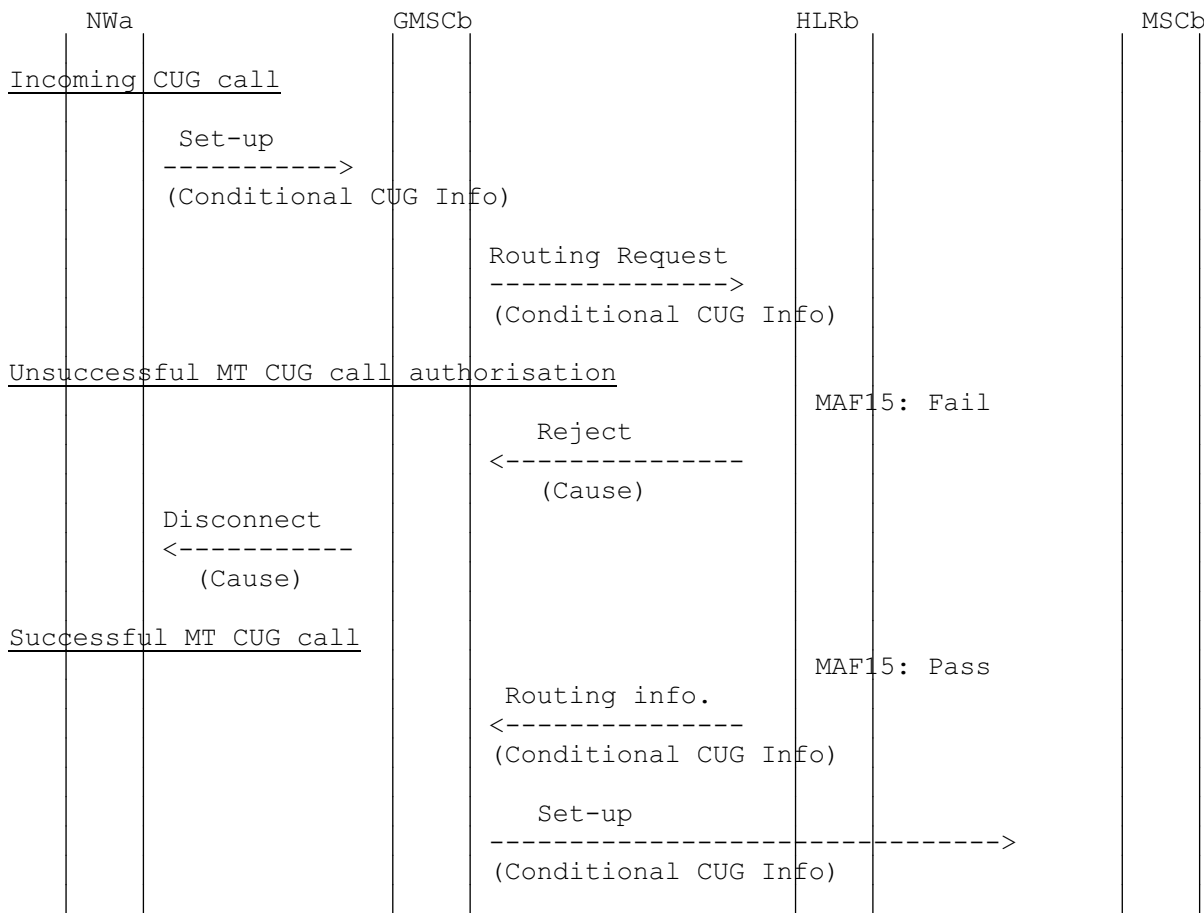 NWa GMSCb HLRb MSCb
Incoming CUG call
Set-up
----------->
(Conditional CUG Info)
Routing Request
--------------->
(Conditional CUG Info)
Unsuccessful MT CUG call authorisation
MAF15: Fail
Reject
<---------------
(Cause)
Disconnect
<-----------
(Cause)
Successful MT CUG call
MAF15: Pass
Routing info.
<---------------
(Conditional CUG Info)
Set-up
-------------------------------->
(Conditional CUG Info)